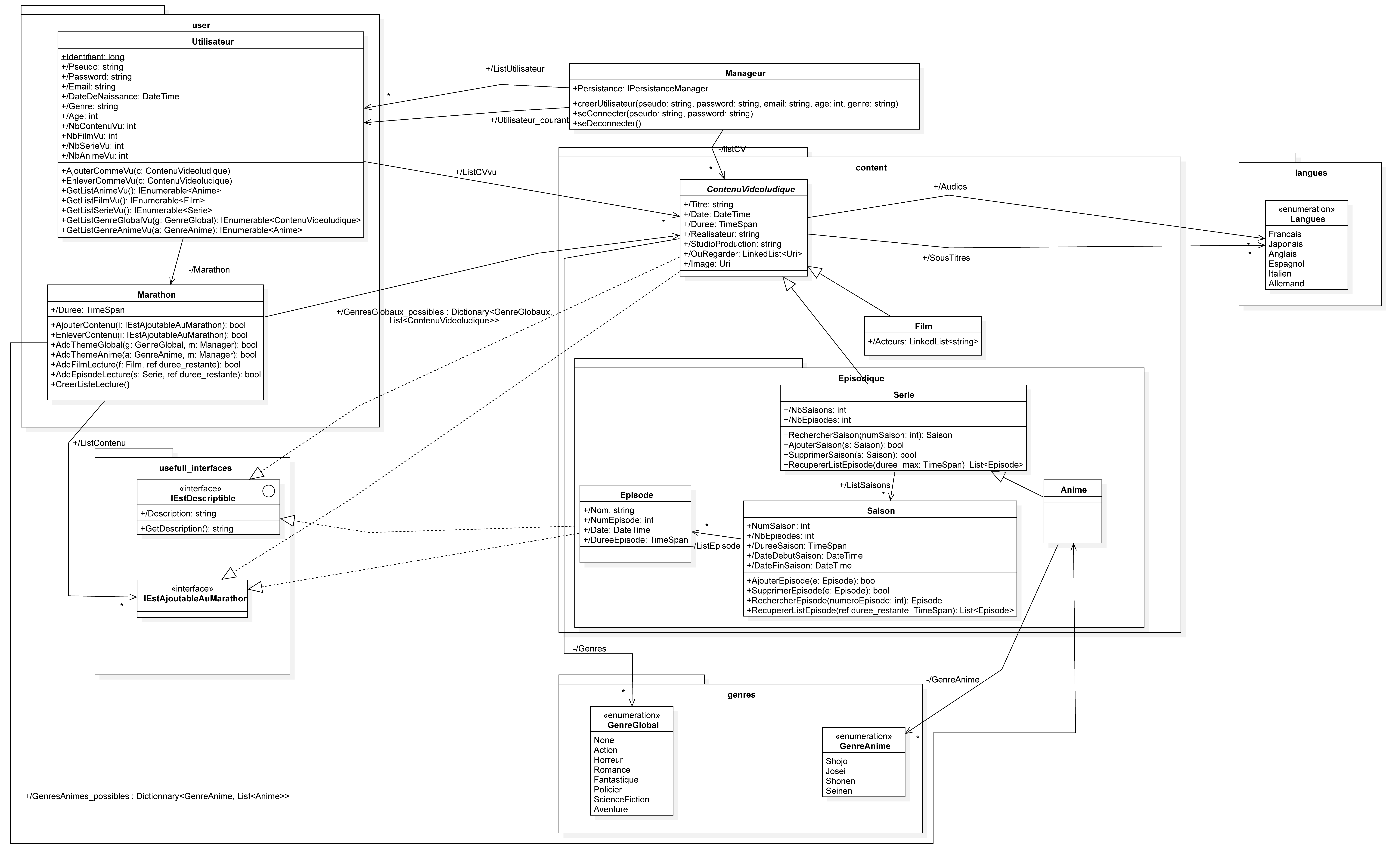 user
Utilisateur
+Identifient: long
+/Pseudo: string
+/Password: string
+/Email: string
+/DateDeNaissance: DateTime
+/Genre: string
+/Age: int
+/NbContenuVu: int
+NbFilmVu: int
+/NbSerieVu: int
+/NbAnimeVu: int
+AjouterCommeVu(c: ContenuVideoludique)
+EnleverCommeVu(c: ContenuVideoludique)
+GetListAnimeVu(): IEnumerable<Anime>
+GetListFilmVu(): IEnumerable<Film>
+GetListSerieVu(): IEnumerable<Serie>
+GetListGenreGlobalVu(g: GenreGlobal): IEnumerable<ContenuVideoludique>
+GetListGenreAnimeVu(a: GenreAnime): IEnumerable<Anime>
-/Marathon
Marathon
+/Duree: TimeSpan
+AjouterContenu(i: IEstAjoutableAuMarathon): bool
+EnleverContenu(i: IEstAjoutableAuMarathon): bool
+AddThemeGlobal(g: GenreGlobal, m: Manager): bool
+AddThemeAnime(a: GenreAnime, m: Manager): bool
+AddFilmLecture(f: Film, ref duree_restante): bool
+AddEpisodeLecture(s: Serie, ref duree_restante): bool
+CreerListeLecture()
+/ListContenu
*
+/ListUtilisateur
*
+/Utilisateur_courant
Manageur
+Persistance: IPersistanceManager
+creerUtilisateur(pseudo: string, password: string, email: string, age: int, genre: string)
+seConnecter(pseudo: string, password: string)
+seDeconnecter()
-/listCV
*
+/ListCVvu
*
content
ContenuVideoludique
+/Titre: string
+/Date: DateTime
+/Duree: TimeSpan
+/Realisateur: string
+/StudioProduction: string
+/OuRegarder: LinkedList<Uri>
+/Image: Uri
+/Audios
*
+/SousTitres
*
langues
«enumeration»
Langues
Francais
Japonais
Anglais
Espagnol
Italien
Allemand
+/GenresGlobaux_possibles : Dictionary<GenreGlobaux,
List<ContenuVideoludique>>
Film
+/Acteurs: LinkedList<string>
Episodique
Serie
+/NbSaisons: int
+/NbEpisodes: int
RechercherSaison(numSaison: int): Saison
+AjouterSaison(s: Saison): bool
+SupprimerSaison(s: Saison): bool
+RecupererListEpisode(duree_max: TimeSpan) List<Episode>
+/ListSaisons
*
Anime
Episode
+/Nom: string
+/NumEpisode: int
+/Date: DateTime
+/DureeEpisode: TimeSpan
*
/ListEpisode
Saison
+NumSaison: int
+/NbEpisodes: int
+/DureeSaison: TimeSpan
+/DateDebutSaison: DateTime
+/DateFinSaison: DateTime
+AjouterEpisode(e: Episode): bool
+SupprimerEpisode(e: Episode): bool
+RechercherEpisode(numeroEpisode: int): Episode
+RecupererListEpisode(ref duree_restante: TimeSpan): List<Episode>
usefull_interfaces
«interface»
IEstDescriptible
+/Description: string
+/GetDescription(): string
«interface»
IEstAjoutableAuMarathon
-/Genres
*
-/GenreAnime
*
genres
«enumeration»
GenreGlobal
None
Action
Horreur
Romance
Fantastique
Policier
ScienceFiction
Aventure
«enumeration»
GenreAnime
Shojo
Josei
Shonen
Seinen
+/GenresAnimes_possibles : Dictionnary<GenreAnime, List<Anime>>